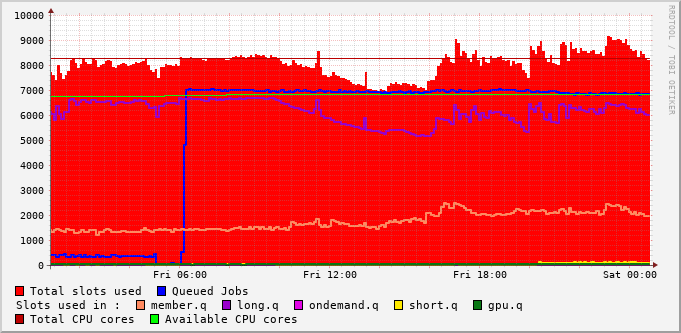 10000
9000
8000
7000
6000
5000
4000
3000
2000
1000
0
Fri 06:00 Fri 12:00 Fri 18:00 Sat 00:00
Total slots used Queued Jobs
Slots used in : member.q long.q ondemand.q short.q gpu.q
Total CPU cores Available CPU cores
RRDTOOL / TOBI OETIKER